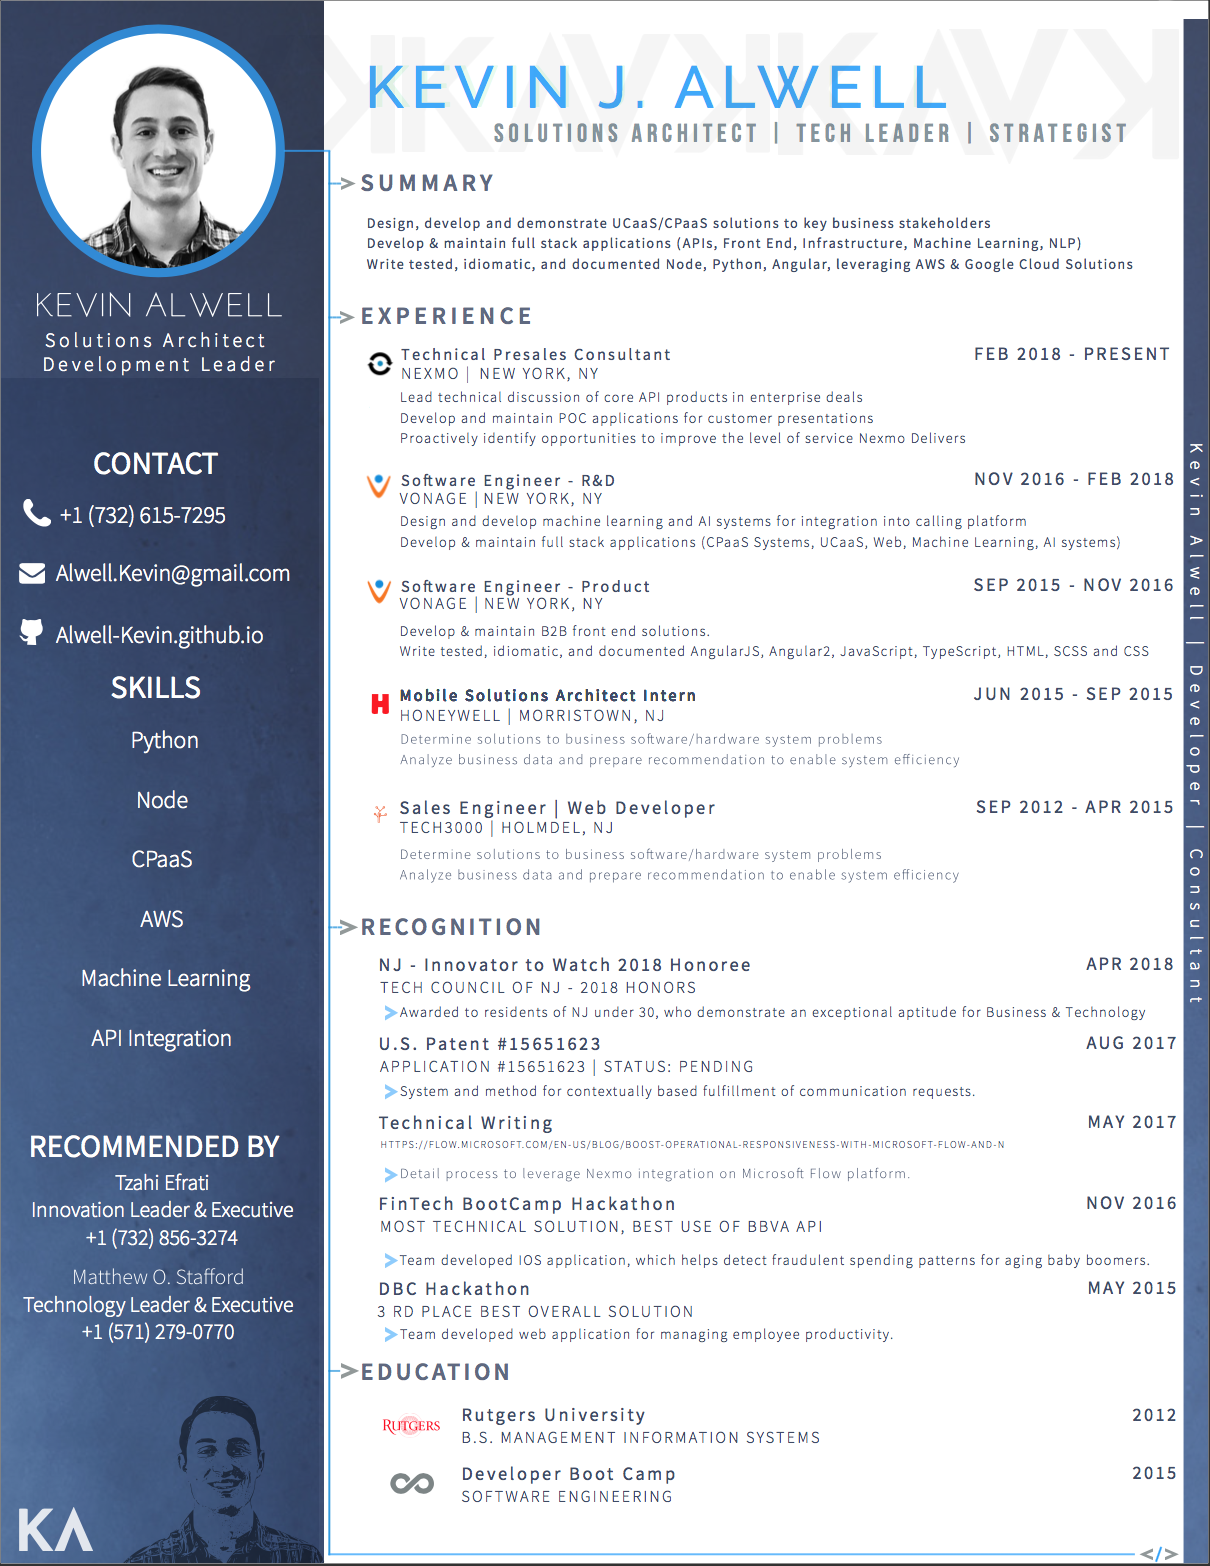 KEVIN ALWELL
Solutions Architect
Development Leader
CONTACT
+1 (732) 615-7295
Alwell.Kevin@gmail.com
Alwell-Kevin.github.io
SKILLS
Python
Node
CPaaS
AWS
Machine Learning
API Integration
RECOMMENDED BY
Tzahi Efrati
Innovation Leader & Executive
+1 (732) 856-3274
Matthew O. Stafford
Technology Leader & Executive
+1 (571) 279-0770
KA
KEVIN J. ALWELL
SOLUTIONS ARCHITECT | TECH LEADER | STRATEGIST
> SUMMARY
Design, develop and demonstrate UCaaS/CPaaS solutions to key business stakeholders
Develop & maintain full stack applications (APIs, Front End, Infrastructure, Machine Learning, NLP)
Write tested, idiomatic, and documented Node, Python, Angular, leveraging AWS & Google Cloud Solutions
> EXPERIENCE
Technical Presales Consultant FEB 2018 - PRESENT
NEXMO | NEW YORK, NY
Lead technical discussion of core API products in enterprise deals
Develop and maintain POC applications for customer presentations
Proactively identify opportunities to improve the level of service Nexmo Delivers
Software Engineer - R&D NOV 2016 - FEB 2018
VONAGE | NEW YORK, NY
Design and develop machine learning and AI systems for integration into calling platform
Develop & maintain full stack applications (CPaaS Systems, UCaaS, Web, Machine Learning, AI systems)
Software Engineer - Product SEP 2015 - NOV 2016
VONAGE | NEW YORK, NY
Develop & maintain B2B front end solutions.
Write tested, idiomatic, and documented AngularJS, Angular2, JavaScript, TypeScript, HTML, SCSS and CSS
H Mobile Solutions Architect Intern JUN 2015 - SEP 2015
HONEYWELL | MORRISTOWN, NJ
Determine solutions to business software/hardware system problems
Analyze business data and prepare recommendation to enable system efficiency
Sales Engineer | Web Developer SEP 2012 - APR 2015
TECH3000 | HOLMDEL, NJ
Determine solutions to business software/hardware system problems
Analyze business data and prepare recommendation to enable system efficiency
> RECOGNITION
NJ - Innovator to Watch 2018 Honoree APR 2018
TECH COUNCIL OF NJ - 2018 HONORS
> Awarded to residents of NJ under 30, who demonstrate an exceptional aptitude for Business & Technology
U.S. Patent #15651623 AUG 2017
APPLICATION #15651623 | STATUS: PENDING
> System and method for contextually based fulfillment of communication requests.
Technical Writing MAY 2017
HTTPS://FLOW.MICROSOFT.COM/EN-US/BLOG/BOOST-OPERATIONAL-RESPONSIVENESS-WITH-MICROSOFT-FLOW-AND-N
> Detail process to leverage Nexmo integration on Microsoft Flow platform.
FinTech BootCamp Hackathon NOV 2016
MOST TECHNICAL SOLUTION, BEST USE OF BBVA API
> Team developed IOS application, which helps detect fraudulent spending patterns for aging baby boomers.
DBC Hackathon MAY 2015
3 RD PLACE BEST OVERALL SOLUTION
> Team developed web application for managing employee productivity.
> EDUCATION
RUTGERS
Rutgers University 2012
B.S. MANAGEMENT INFORMATION SYSTEMS
Developer Boot Camp 2015
SOFTWARE ENGINEERING
</>
Kevin Alwell | Developer | Consultant